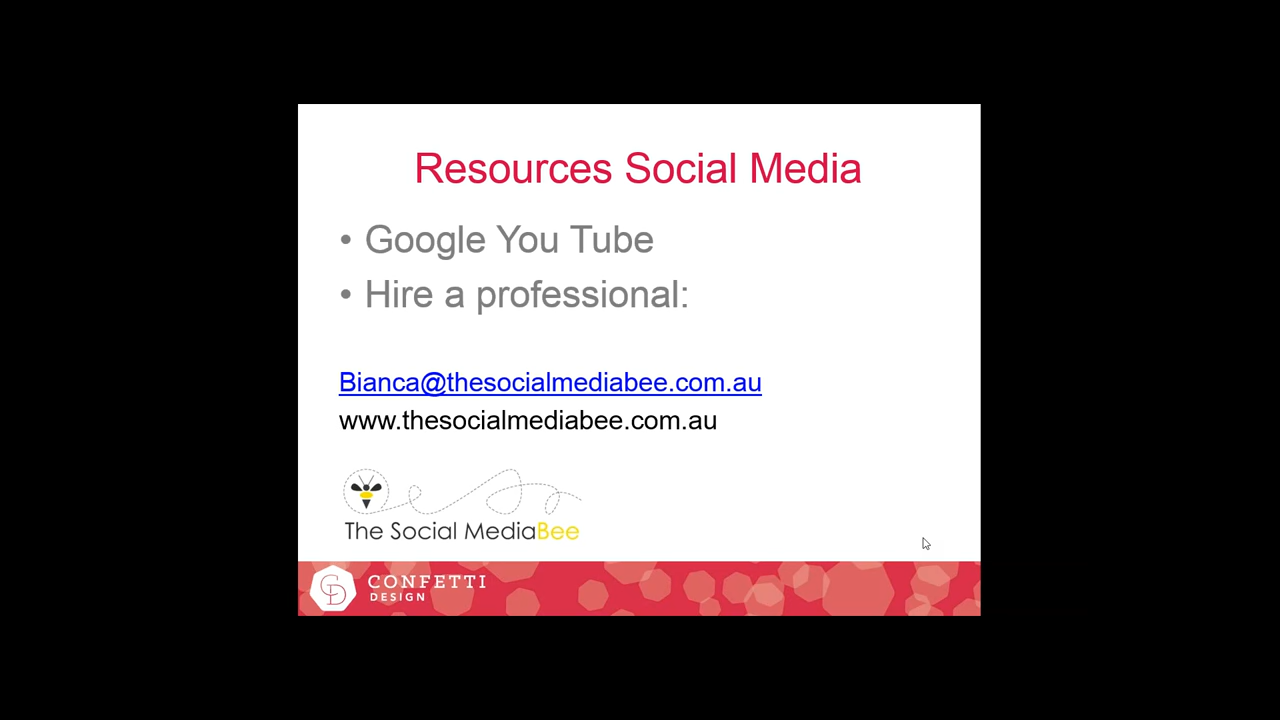 Resources Social Media
• Google You Tube
• Hire a professional:
Bianca@thesocialmediabee.com.au
www.thesocialmediabee.com.au
The Social MediaBee
CD CONFETTI
DESIGN